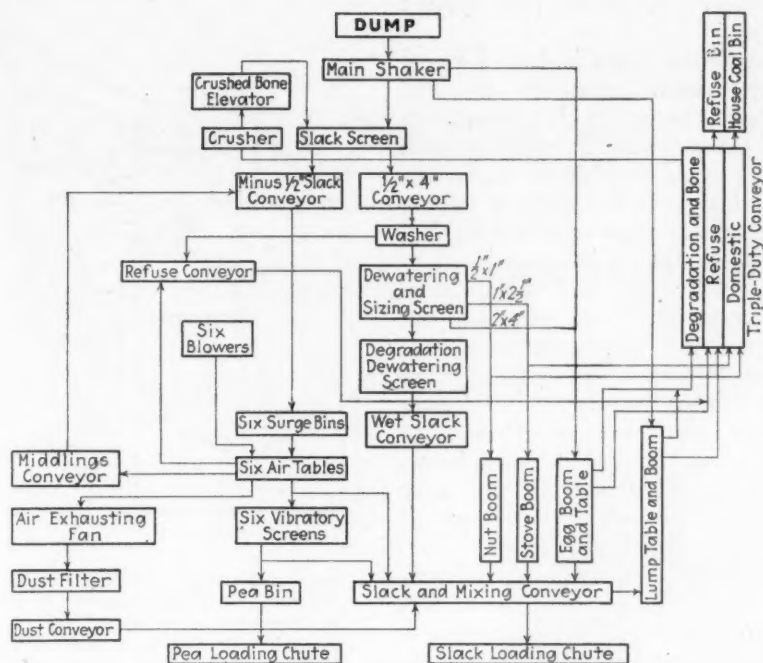 DUMP
Main Shaker
Crushed Bone
Elevator
Crusher
Slack Screen
Minus ½" Slack
Conveyor
½" x 4"
Conveyor
Washer
Refuse Conveyor
Dewatering
and
Sizing Screen
½" x 1"
1" x 2½"
2" x 4"
Six
Blowers
Degradation
Dewatering
Screen
Six Surge Bins
Wet Slack
Conveyor
Middlings
Conveyor
Six Air Tables
Air Exhausting
Fan
Six Vibratory
Screens
Nut Boom
Stove Boom
Egg Boom
and Table
Lump Table and Boom
Dust Filter
Pea Bin
Slack and Mixing Conveyor
Dust Conveyor
Pea Loading Chute
Slack Loading Chute
Refuse Bin
House Coal Bin
Degradation and Bone
Refuse
Domestic
Triple-Duty Conveyor